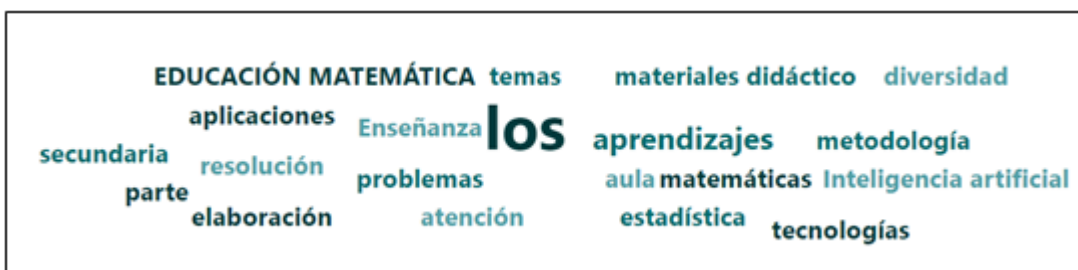 EDUCACIÓN MATEMÁTICA temas materiales didáctico diversidad
aplicaciones Enseñanza los aprendizajes metodología
secundaria resolución problemas aula matemáticas Inteligencia artificial
parte elaboración atención estadística tecnologías